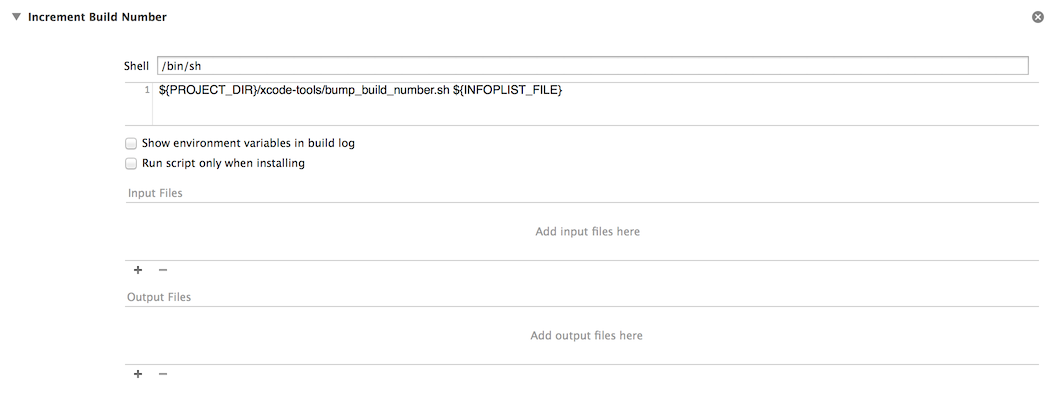 Increment Build Number
Shell /bin/sh
1 ${PROJECT_DIR}/xcode-tools/bump_build_number.sh ${INFOPLIST_FILE}
Show environment variables in build log
Run script only when installing
Input Files
Add input files here
+ −
Output Files
Add output files here
+ −